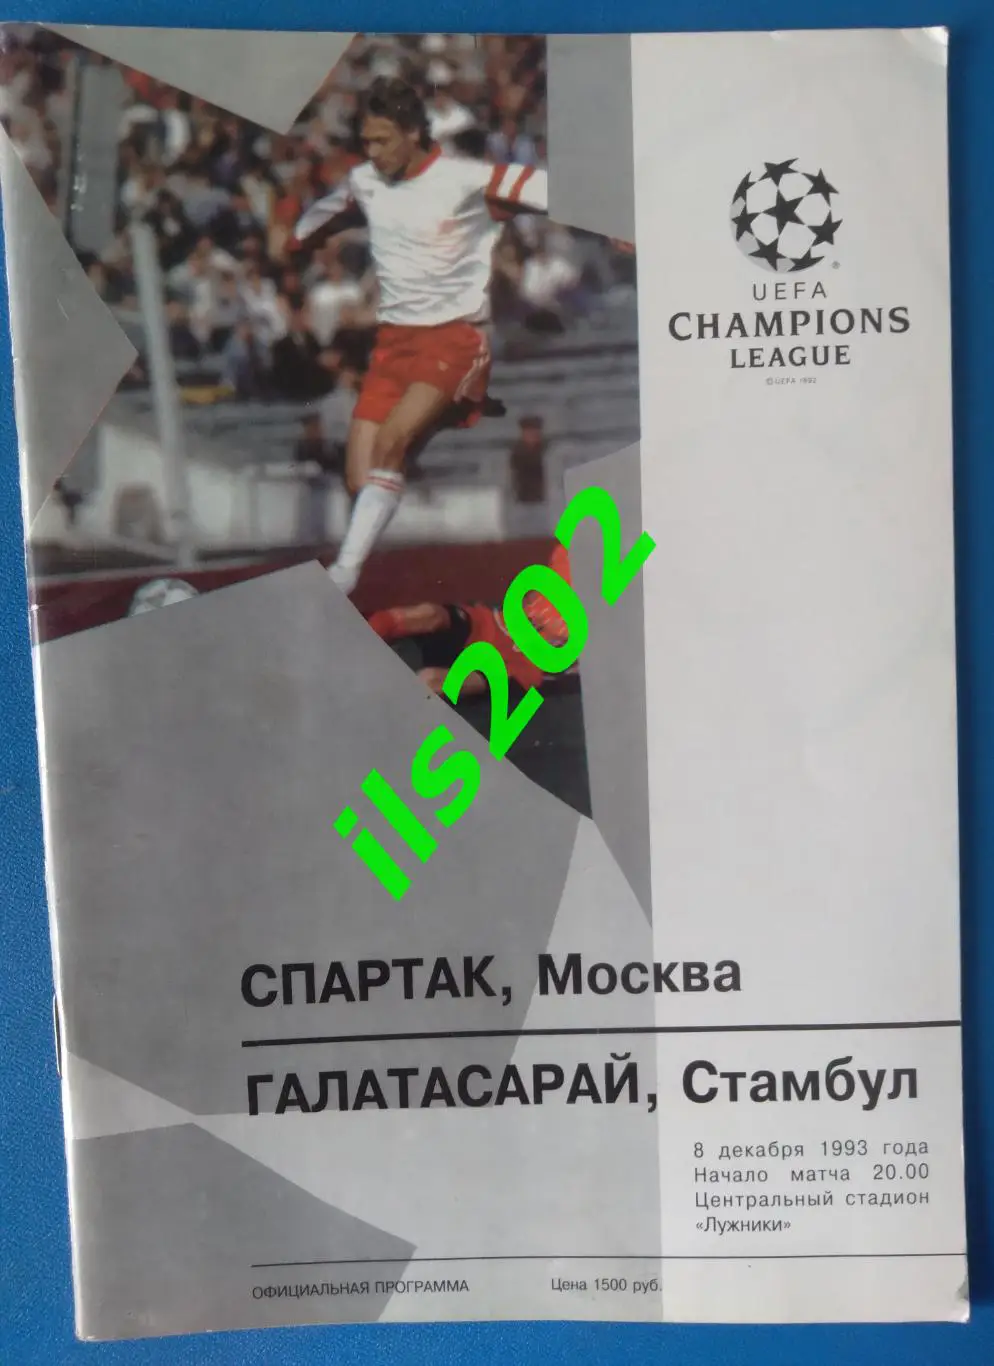 UEFA
CHAMPIONS
LEAGUE
© UEFA 1992
ils202
СПАРТАК, Москва
ГАЛАТАСАРАЙ, Стамбул
8 декабря 1993 года
Начало матча 20.00
Центральный стадион
«Лужники»
ОФИЦИАЛЬНАЯ ПРОГРАММА Цена 1500 руб.